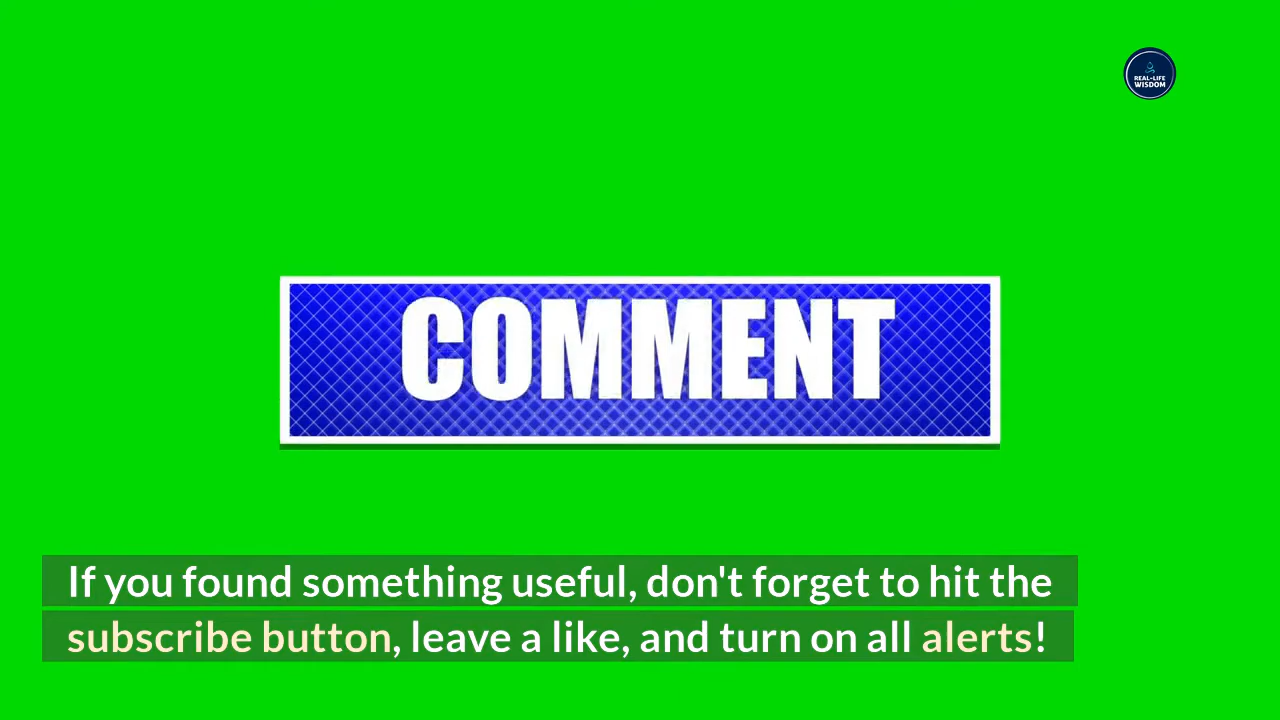 REAL-LIFE
WISDOM
COMMENT
If you found something useful, don't forget to hit the
subscribe button, leave a like, and turn on all alerts!